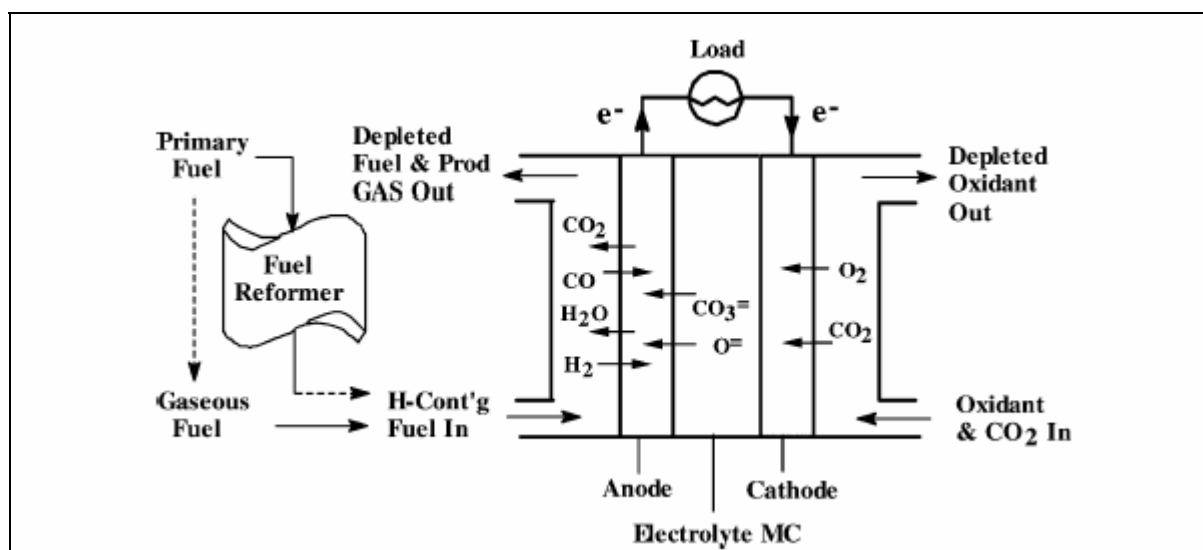 Load
e-
e-
Primary
Fuel
Depleted
Fuel & Prod
GAS Out
Depleted
Oxidant
Out
Fuel
Reformer
CO2
CO
H2O
H2
CO3=
O=
O2
CO2
Gaseous
Fuel
H-Cont'g
Fuel In
Oxidant
& CO2 In
Anode
Cathode
Electrolyte MC